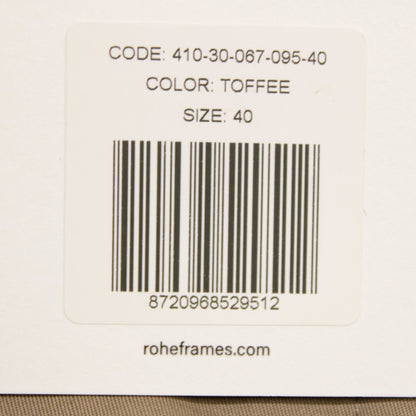 CODE: 410-30-067-095-40
COLOR: TOFFEE
SIZE: 40
8720968529512
roheframes.com